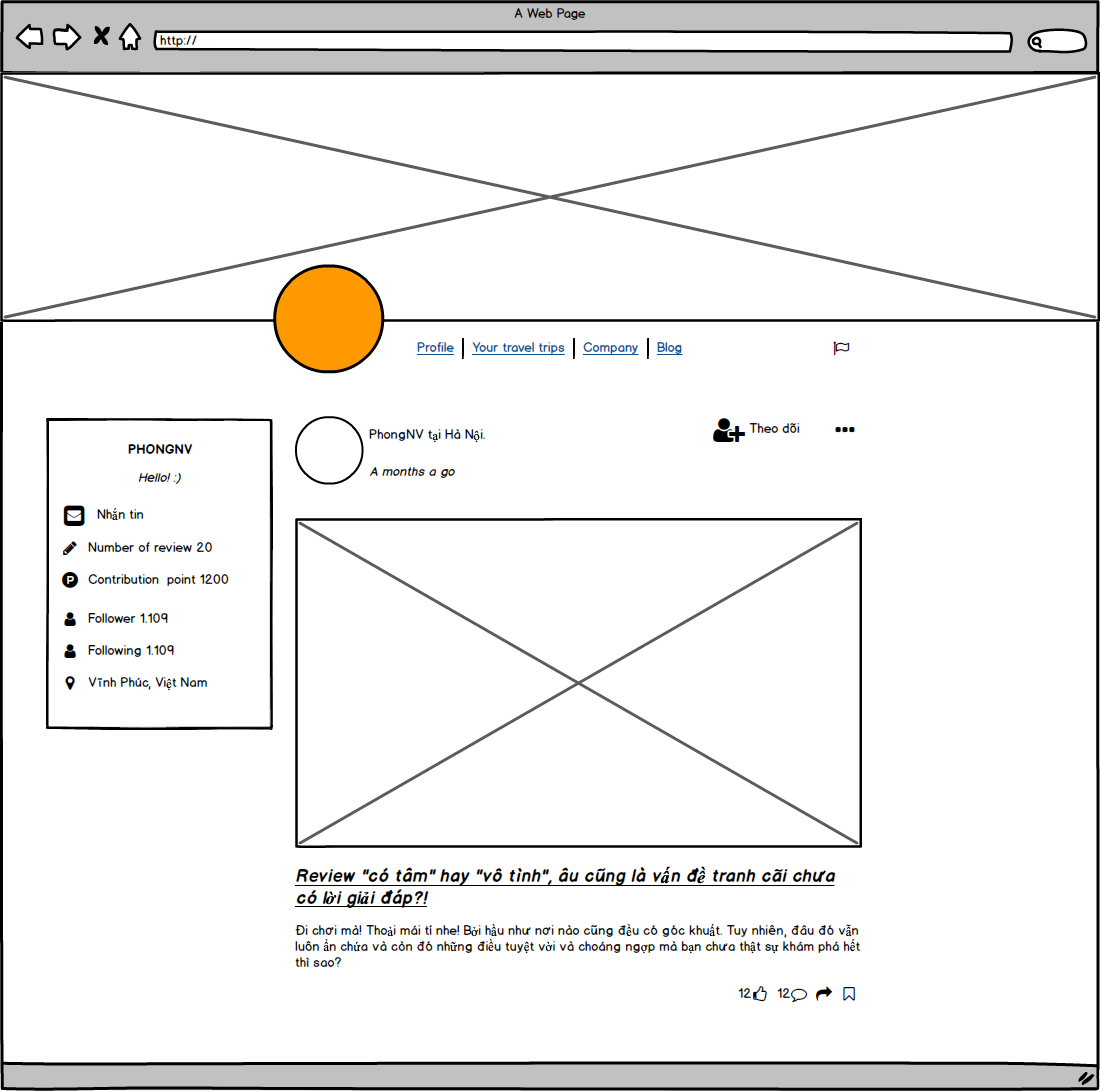 A Web Page
http://
Profile
Your travel trips
Company
Blog
PHONGNV
Hello! :)
Nhắn tin
Number of review 20
Contribution  point 1200
Follower 1.109
Following 1.109
Vĩnh Phúc, Việt Nam
PhongNV tại Hà Nội.
A months a go
Theo dõi
Review "có tâm" hay "vô tình", âu cũng là vấn đề tranh cãi chưa
có lời giải đáp?!
Đi chơi mà! Thoải mái tí nhe! Bởi hầu như nơi nào cũng đều có góc khuất. Tuy nhiên, đâu đó vẫn
luôn ẩn chứa và còn đó những điều tuyệt vời và choáng ngợp mà bạn chưa thật sự khám phá hết
thì sao?
12
12